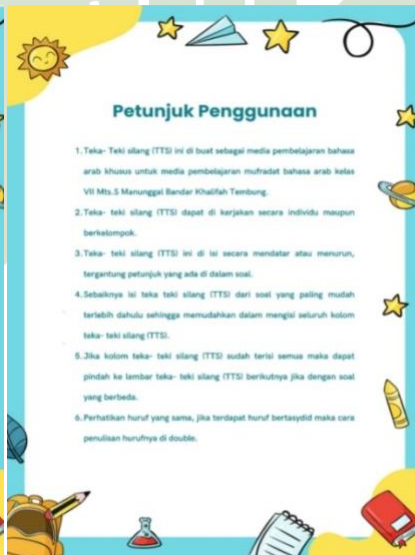 Petunjuk Penggunaan
1. Teka- Teki silang (TTS) ini di buat sebagai media pembelajaran bahasa
arab khusus untuk media pembelajaran mufradat bahasa arab kelas
VII Mts.S Manunggal Bandar Khalifah Tembung.
2. Teka- teki silang (TTS) dapat di kerjakan secara individu maupun
berkelompok.
3. Teka- teki silang (TTS) ini di isi secara mendatar atau menurun,
tergantung petunjuk yang ada di dalam soal.
4. Sebaiknya isi teka teki silang (TTS) dari soal yang paling mudah
terlebih dahulu sehingga memudahkan dalam mengisi seluruh kolom
teka- teki silang (TTS).
5. Jika kolom teka- teki silang (TTS) sudah terisi semua maka dapat
pindah ke lembar teka- teki silang (TTS) berikutnya jika dengan soal
yang berbeda.
6. Perhatikan huruf yang sama, jika terdapat huruf bertasydid maka cara
penulisan hurufnya di double.